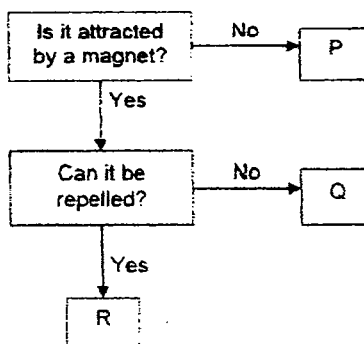 Is it attracted
by a magnet?
No
P
Yes
Can it be
repelled?
No
Q
Yes
R